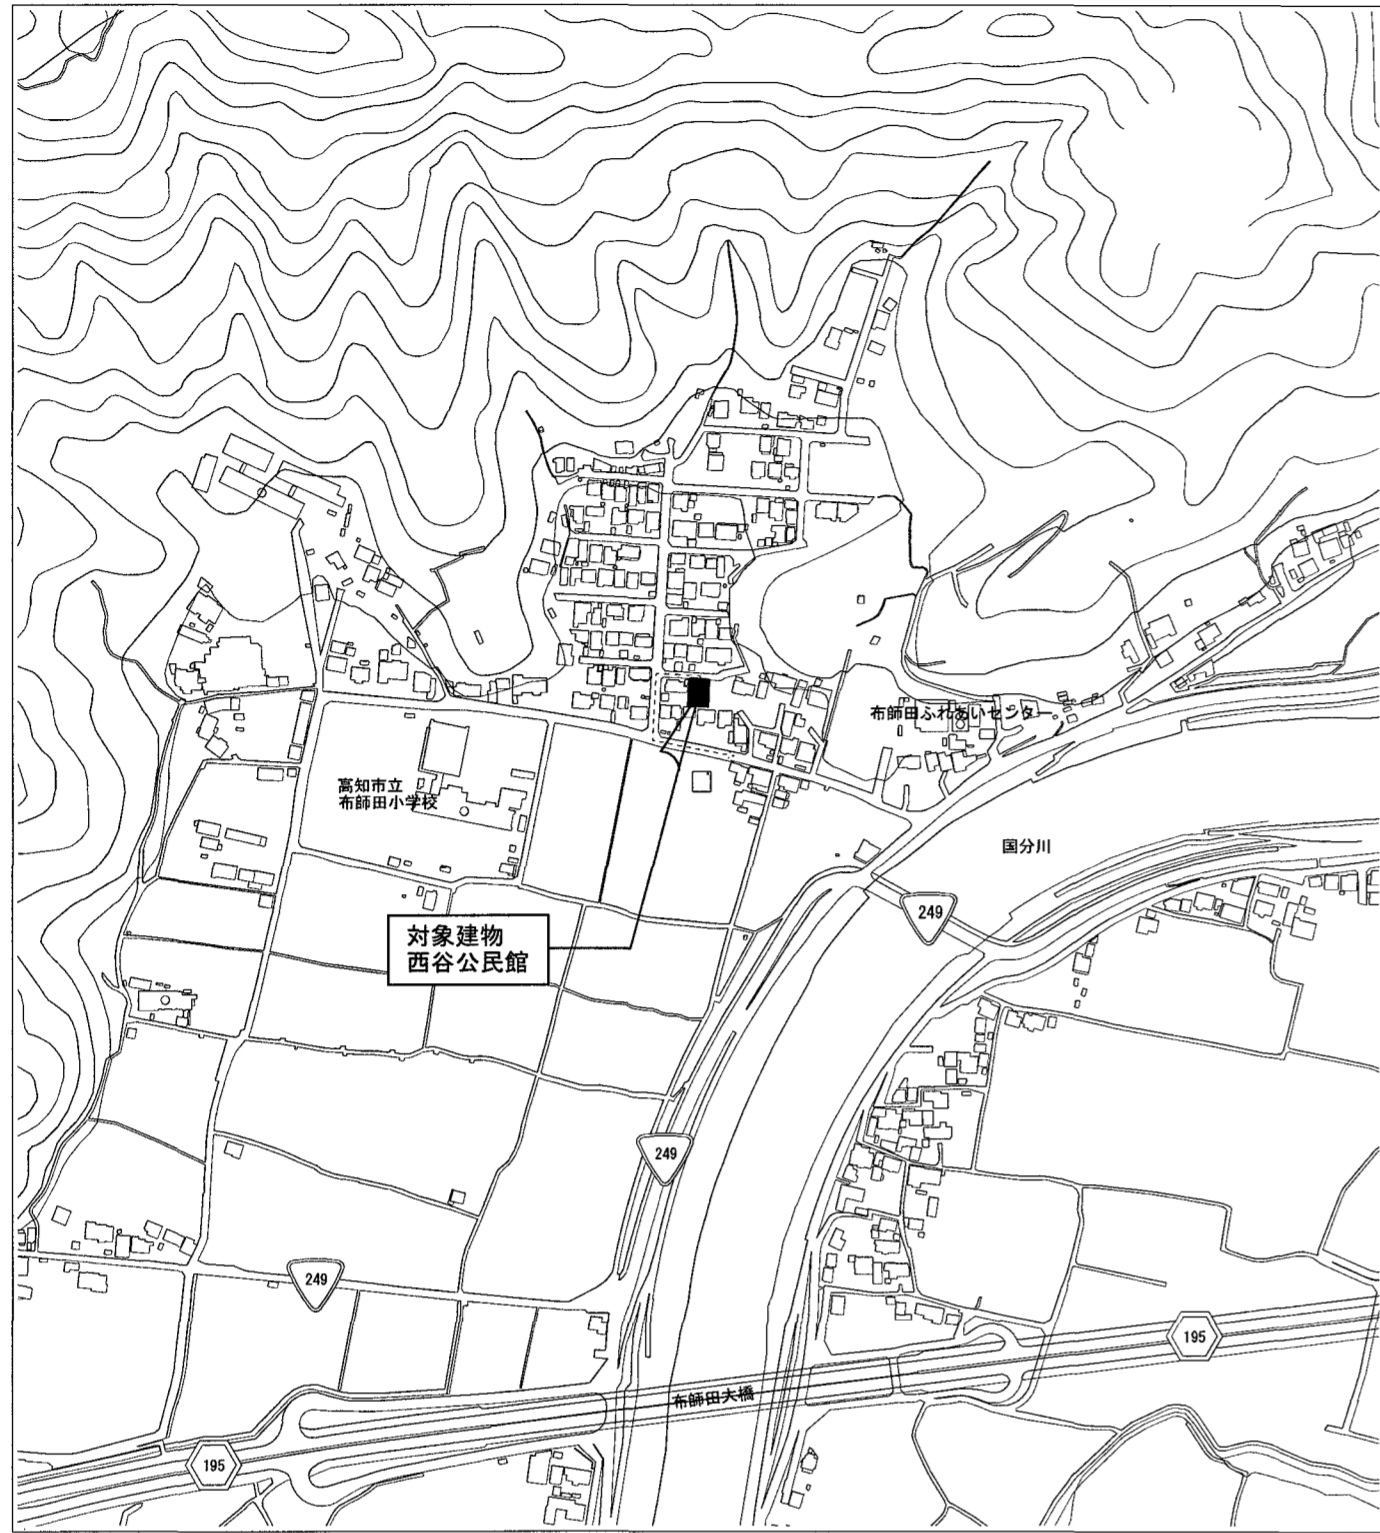 布師田ふれあいセンター
高知市立
布師田小学校
国分川
249
対象建物
西谷公民館
249
249
195
布師田大橋
195